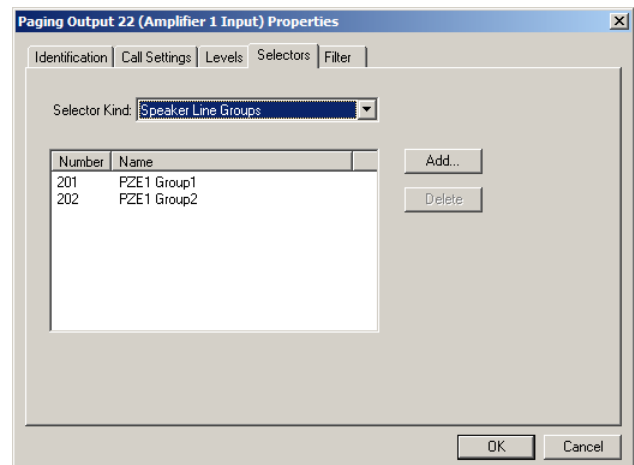 Paging Output 22 (Amplifier 1 Input) Properties
Identification Call Settings Levels Selectors Filter
Selector Kind: Speaker Line Groups
Number Name
201 PZE1 Group1
202 PZE1 Group2
Add...
Delete
OK Cancel